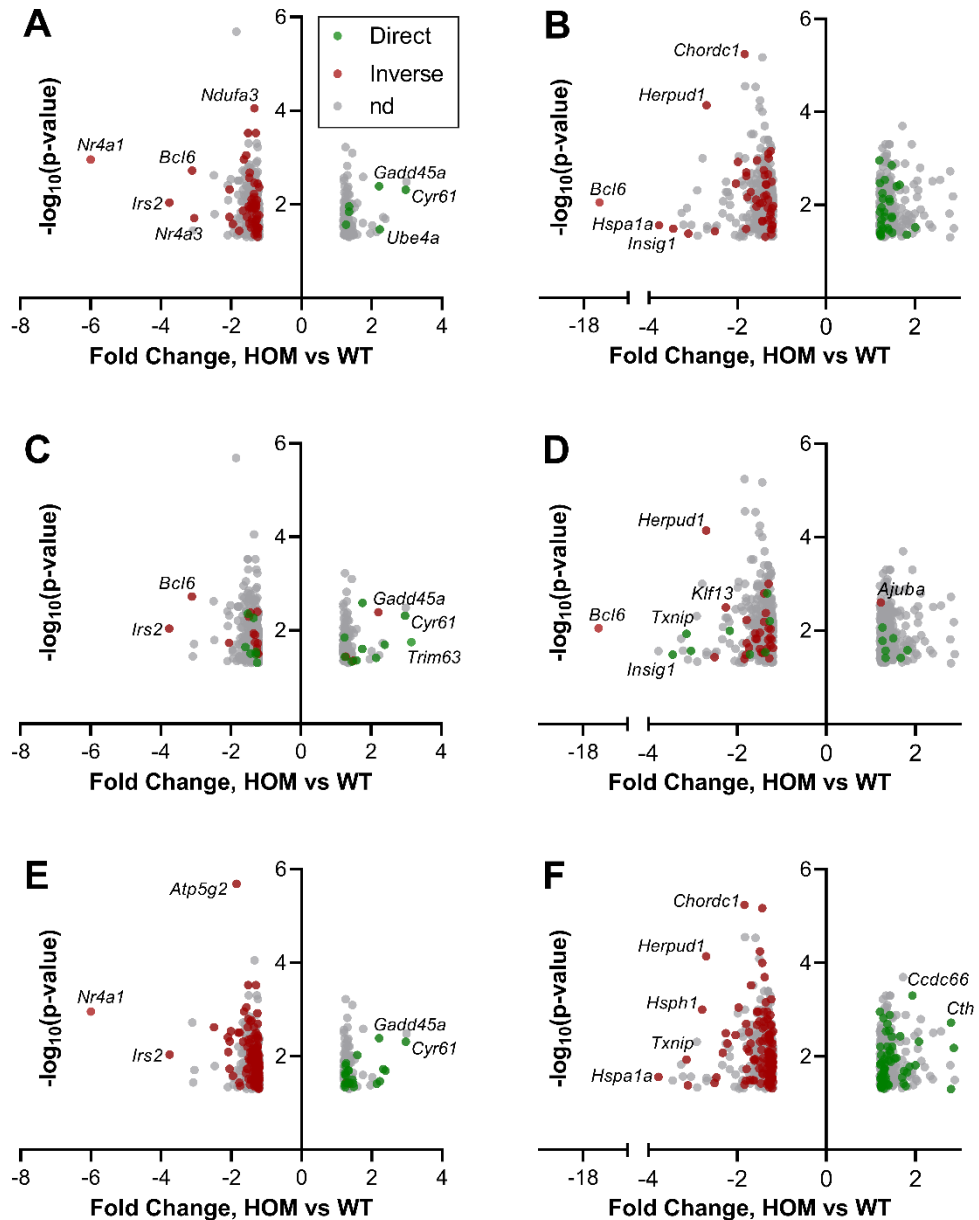 A
6
-log10(p-value)
Direct
Inverse
nd
Ndufa3
4
Nr4a1
Bcl6
Gadd45a
Cyr61
Irs2
2
Nr4a3
Ube4a
-8 -6 -4 -2 0 2 4
Fold Change, HOM vs WT
B
6
-log10(p-value)
Chordc1
Herpud1
4
Bcl6
2
Hspa1a
Insig1
-18 -4 -2 0 2
Fold Change, HOM vs WT
C
6
-log10(p-value)
4
Bcl6
Gadd45a
Cyr61
Irs2
2
Trim63
-8 -6 -4 -2 0 2 4
Fold Change, HOM vs WT
D
6
-log10(p-value)
Herpud1
4
Klf13
Ajuba
Txnip
Bcl6
2
Insig1
-18 -4 -2 0 2
Fold Change, HOM vs WT
E
6
-log10(p-value)
Atp5g2
4
Nr4a1
Gadd45a
Irs2
2
Cyr61
-8 -6 -4 -2 0 2 4
Fold Change, HOM vs WT
F
6
-log10(p-value)
Chordc1
Herpud1
4
Ccdc66
Hsph1
Cth
Txnip
2
Hspa1a
-18 -4 -2 0 2
Fold Change, HOM vs WT